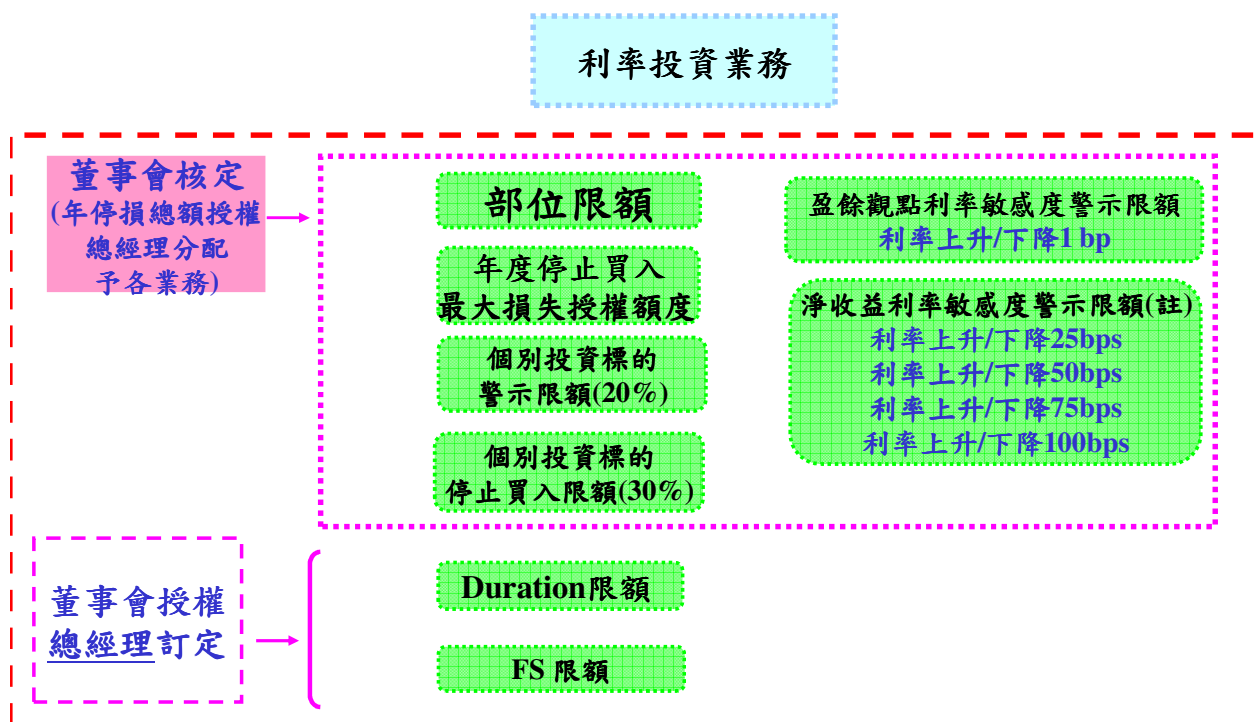 利率投資業務
董事會核定
(年停損總額授權
總經理分配
予各業務)
部位限額
年度停止買入
最大損失授權額度
個別投資標的
警示限額(20%)
個別投資標的
停止買入限額(30%)
盈餘觀點利率敏感度警示限額
利率上升/下降1 bp
淨收益利率敏感度警示限額(註)
利率上升/下降25bps
利率上升/下降50bps
利率上升/下降75bps
利率上升/下降100bps
董事會授權
總經理訂定
Duration限額
FS 限額